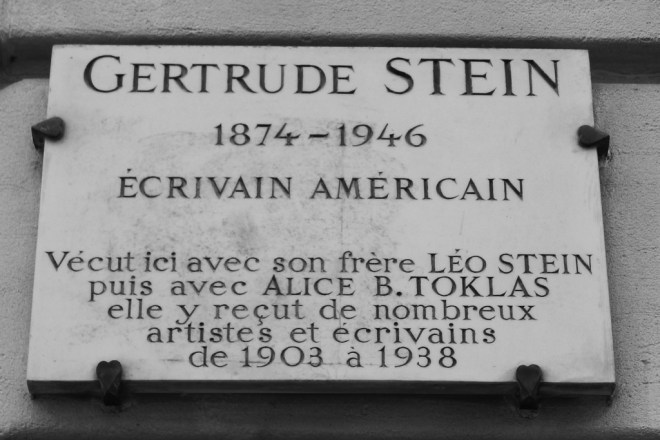 GERTRUDE STEIN
1874-1946
ÉCRIVAIN AMÉRICAIN
Vécut ici avec son frère LÉO STEIN
puis avec ALICE B. TOKLAS
elle y reçut de nombreux
artistes et écrivains
de 1903 à 1938